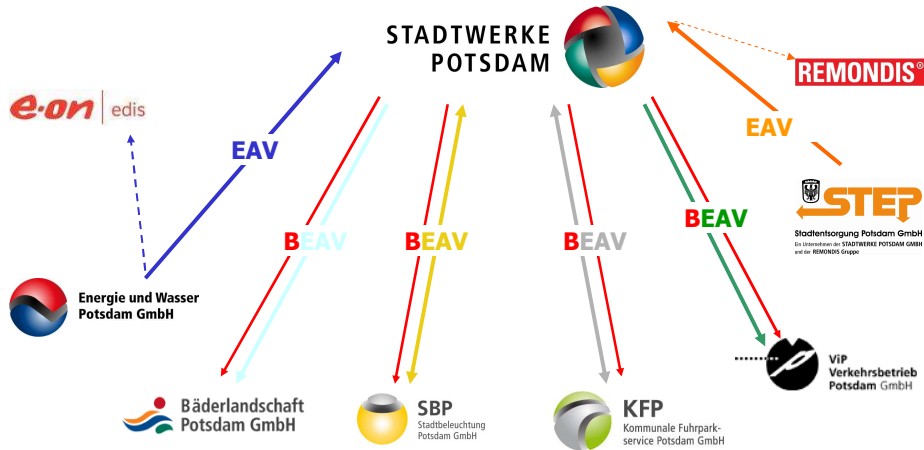 STADTWERKE
POTSDAM
REMONDIS®
e·on | edis
EAV
EAV
STEP
Stadtentsorgung Potsdam GmbH
Ein Unternehmen der STADTWERKE POTSDAM GMBH
und der REMONDIS Gruppe
BEAV
BEAV
BEAV
BEAV
Energie und Wasser
Potsdam GmbH
ViP
Verkehrsbetrieb
Potsdam GmbH
Bäderlandschaft
Potsdam GmbH
SBP
Stadtbeleuchtung
Potsdam GmbH
KFP
Kommunale Fuhrpark-
service Potsdam GmbH